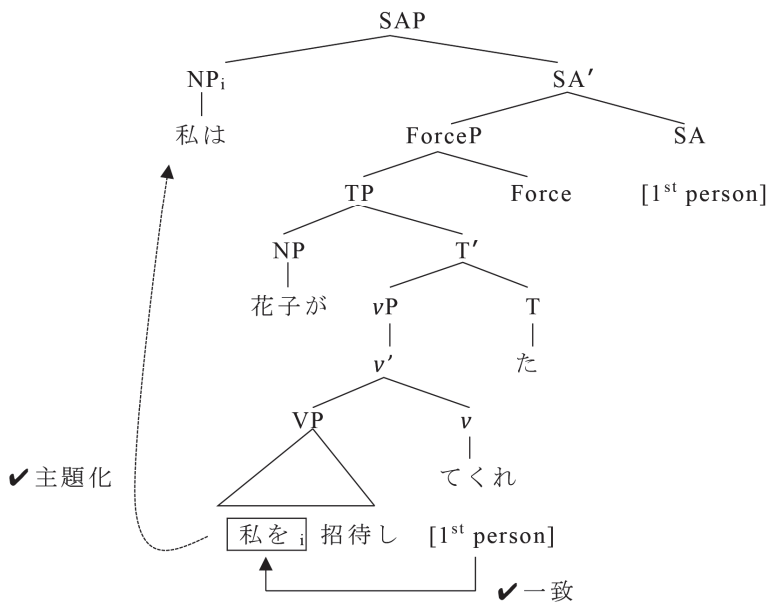 SAP
NPi SA′
私は ForceP SA
TP Force [1st person]
NP T′
花子が vP T
v′ た
VP v
✔主題化 てくれ
私を i 招待し [1st person]
✔一致